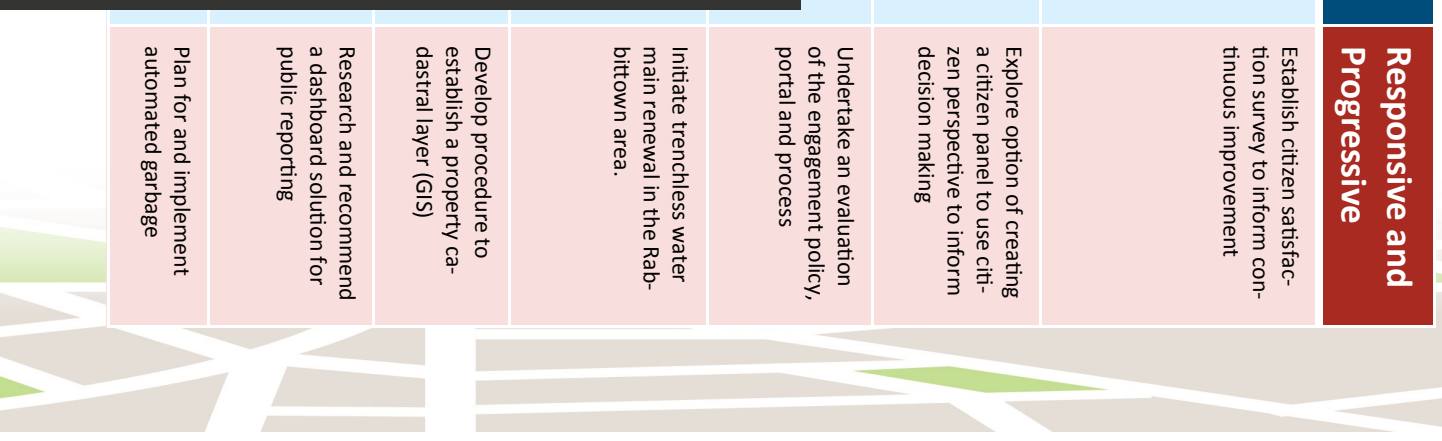 Responsive and
Progressive
Establish citizen satisfac-
tion survey to inform con-
tinuous improvement
Explore option of creating
a citizen panel to use citi-
zen perspective to inform
decision making
Undertake an evaluation
of the engagement policy,
portal and process
Initiate trenchless water
main renewal in the Rab-
bittown area.
Develop procedure to
establish a property ca-
dastral layer (GIS)
Research and recommend
a dashboard solution for
public reporting
Plan for and implement
automated garbage